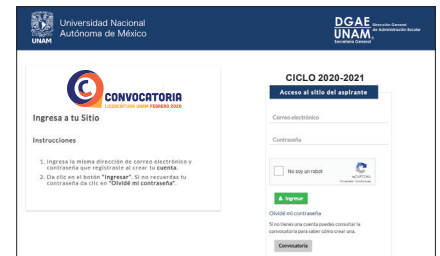 UNAM
Universidad Nacional
Autónoma de México
DGAE
UNAM
Dirección General
de Administración Escolar
Secretaría General
CONVOCATORIA
LICENCIATURA UNAM FEBRERO 2020
Ingresa a tu Sitio
Instrucciones
1. Ingresa la misma dirección de correo electrónico y
contraseña que registraste al crear tu cuenta.
2. Da clic en el botón "Ingresar". Si no recuerdas tu
contraseña da clic en "Olvidé mi contraseña".
CICLO 2020-2021
Acceso al sitio del aspirante
Correo electrónico
Contraseña
No soy un robot
reCAPTCHA
Privacidad - Condiciones
Ingresar
Olvidé mi contraseña
Si no tienes una cuenta puedes consultar la
convocatoria para saber cómo crear una.
Convocatoria